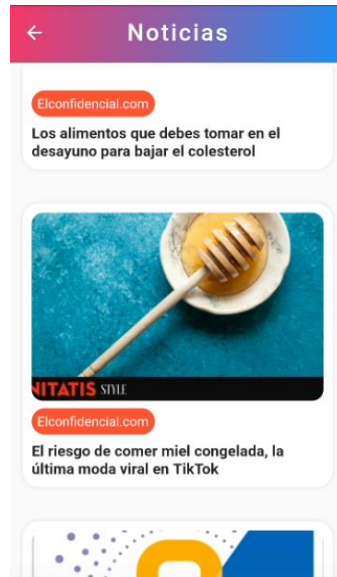 Noticias
Elconfidencial.com
Los alimentos que debes tomar en el
desayuno para bajar el colesterol
NITATIS STYLE
Elconfidencial.com
El riesgo de comer miel congelada, la
última moda viral en TikTok